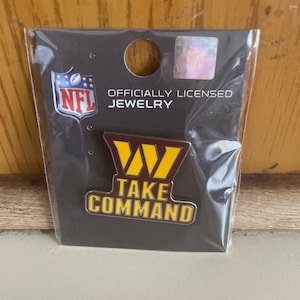 NFL
OFFICIALLY LICENSED
JEWELRY
W
TAKE
COMMAND